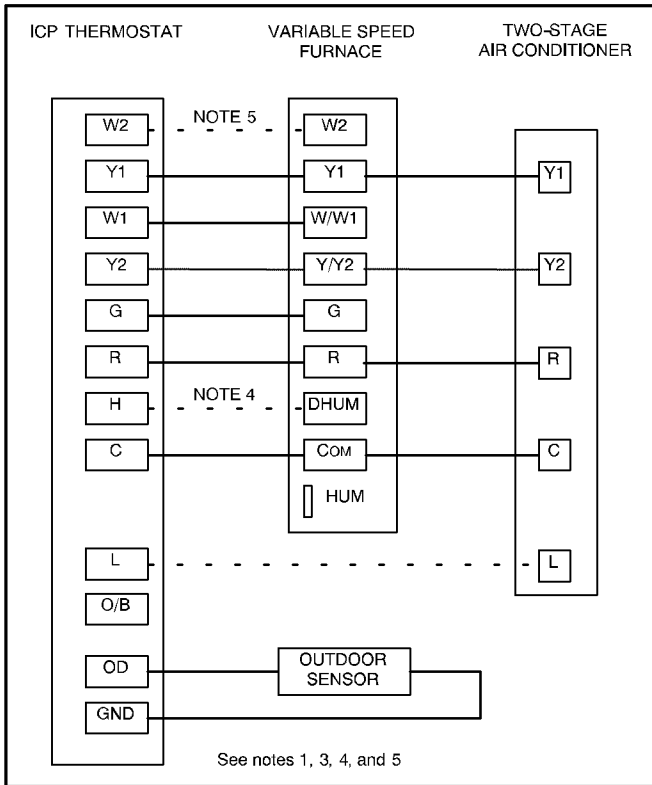 ICP THERMOSTAT
VARIABLE SPEED
FURNACE
TWO-STAGE
AIR CONDITIONER
W2 NOTE 5 W2
Y1 Y1 Y1
W1 W/W1
Y2 Y/Y2 Y2
G G
R R R
H NOTE 4 DHUM
C COM C
HUM
L L
O/B
OD OUTDOOR
SENSOR
GND
See notes 1, 3, 4, and 5